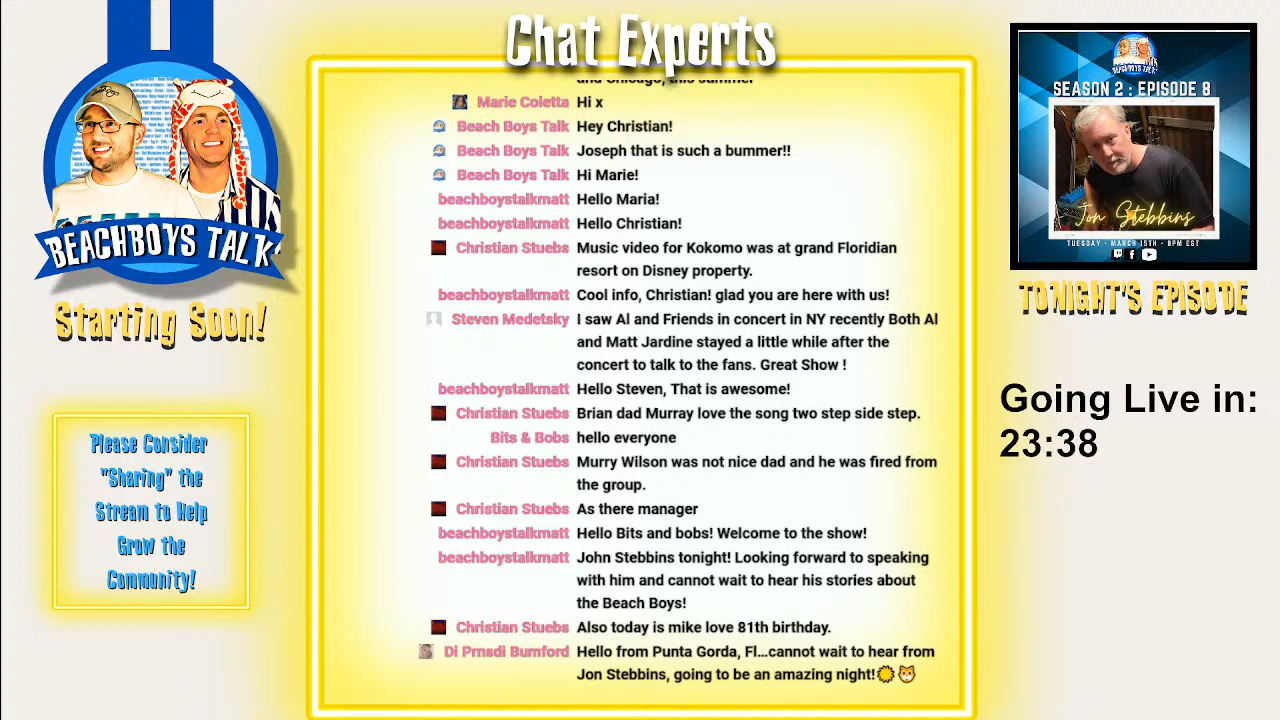 Chat Experts
BEACHBOYS TALK
Starting Soon!
Please Consider
"Sharing" the
Stream to Help
Grow the
Community!
and Chicago, this summer
Marie Coletta Hi x
Beach Boys Talk Hey Christian!
Beach Boys Talk Joseph that is such a bummer!!
Beach Boys Talk Hi Marie!
beachboystalkmatt Hello Maria!
beachboystalkmatt Hello Christian!
Christian Stuebs Music video for Kokomo was at grand Floridian
resort on Disney property.
beachboystalkmatt Cool info, Christian! glad you are here with us!
Steven Medetsky I saw Al and Friends in concert in NY recently Both Al
and Matt Jardine stayed a little while after the
concert to talk to the fans. Great Show !
beachboystalkmatt Hello Steven, That is awesome!
Christian Stuebs Brian dad Murray love the song two step side step.
Bits & Bobs hello everyone
Christian Stuebs Murry Wilson was not nice dad and he was fired from
the group.
Christian Stuebs As there manager
beachboystalkmatt Hello Bits and bobs! Welcome to the show!
beachboystalkmatt John Stebbins tonight! Looking forward to speaking
with him and cannot wait to hear his stories about
the Beach Boys!
Christian Stuebs Also today is mike love 81th birthday.
Di Prnsdi Bumford Hello from Punta Gorda, Fl...cannot wait to hear from
Jon Stebbins, going to be an amazing night!
BEACHBOYS TALK
SEASON 2 : EPISODE 8
Jon Stebbins
TUESDAY - MARCH 15TH - 8PM EST
TONIGHT'S EPISODE
Going Live in:
23:38